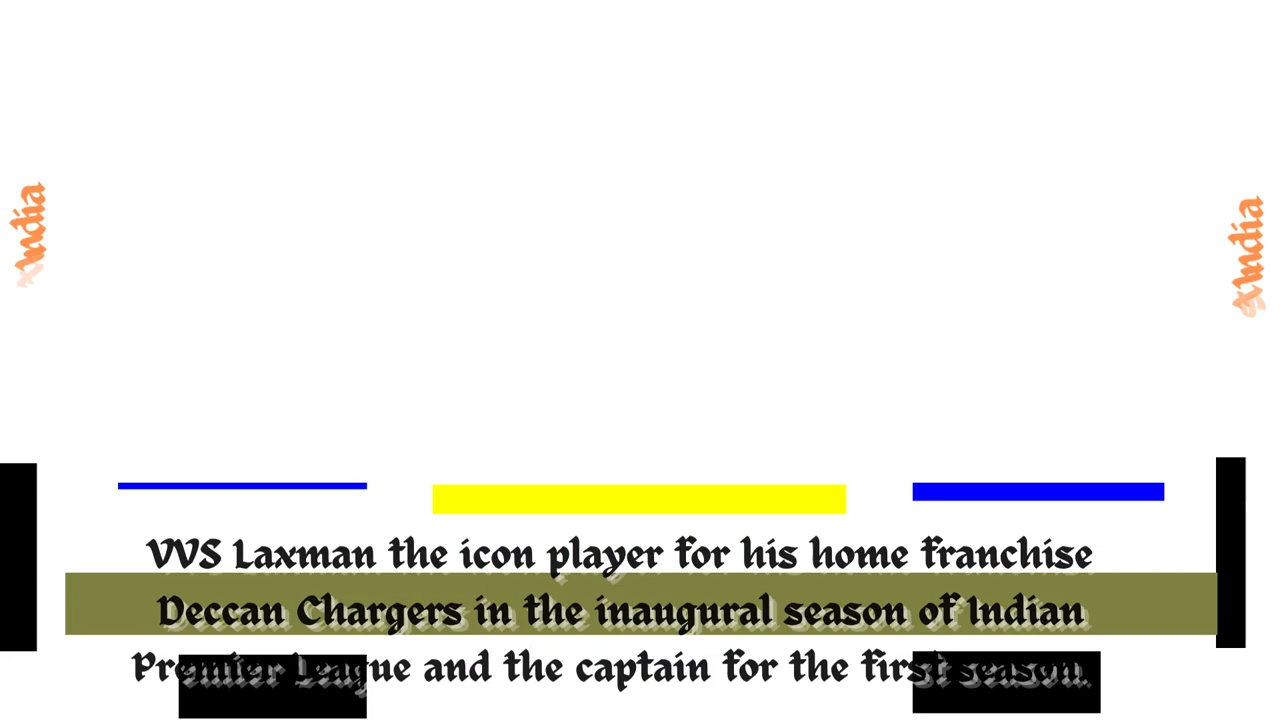 India
India
VVS Laxman the icon player for his home franchise
Deccan Chargers in the inaugural season of Indian
Premier League and the captain for the first season.